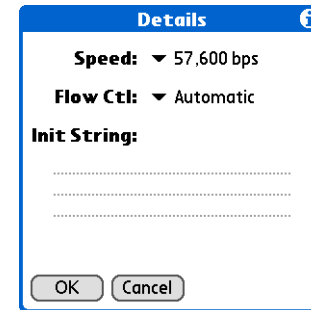 Details
Speed: 57,600 bps
Flow Ctl: Automatic
Init String:
OK Cancel